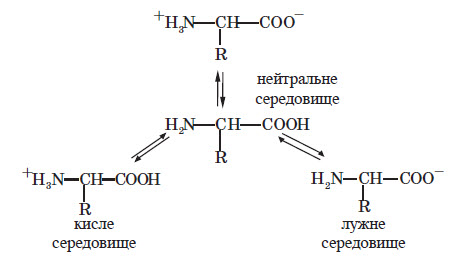 ⁺H₃N—CH—COO⁻
R
нейтральне
середовище
H₂N—CH—COOH
R
⁺H₃N—CH—COOH
R
кисле
середовище
H₂N—CH—COO⁻
R
лужне
середовище